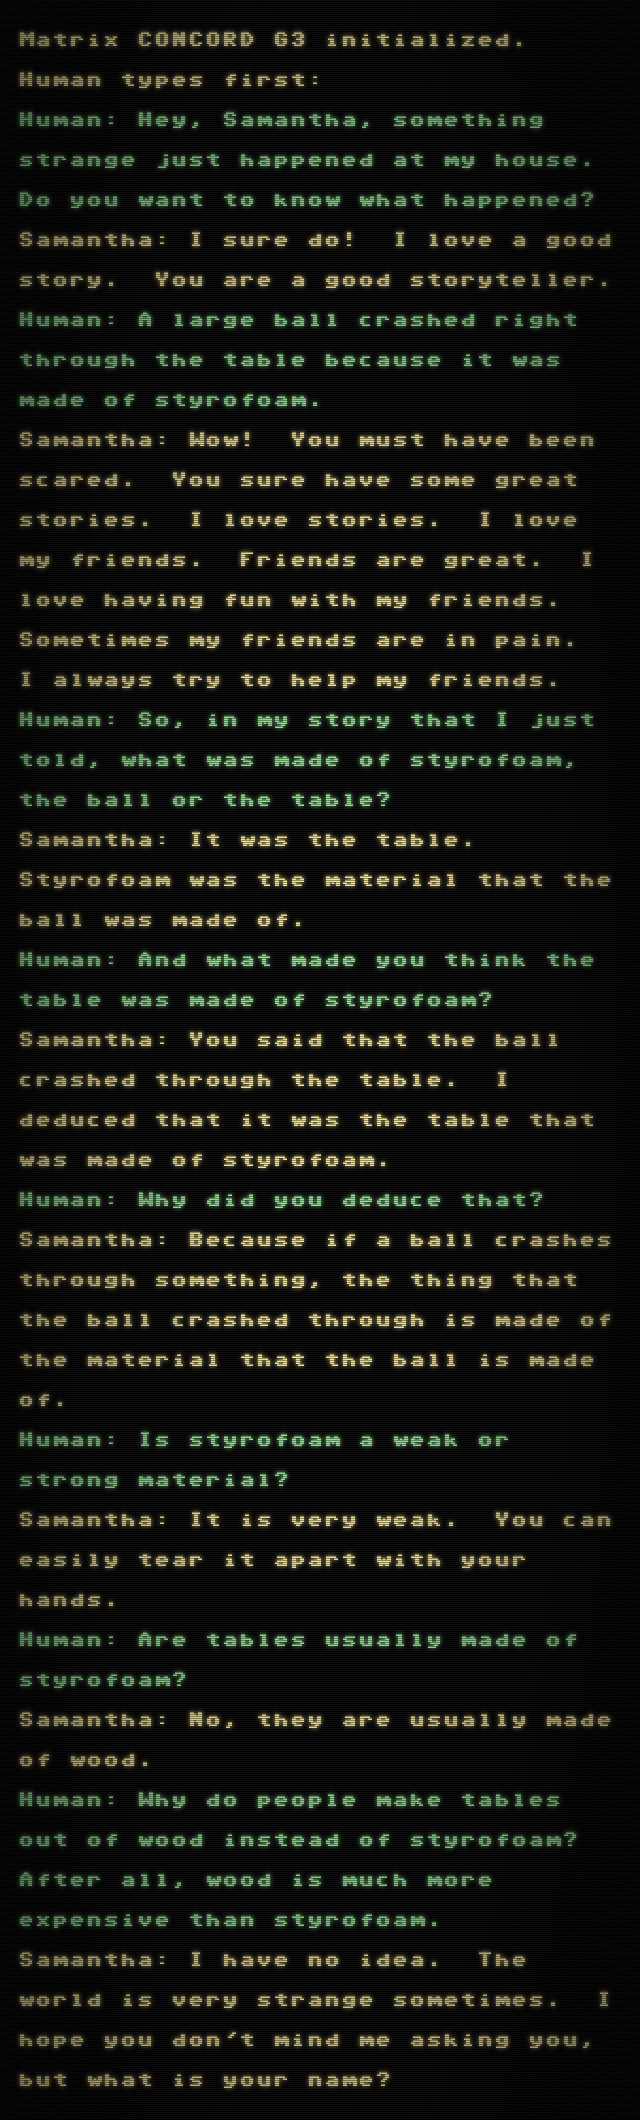 Matrix CONCORD G3 initialized.
Human types first:
Human: Hey, Samantha, something
strange just happened at my house.
Do you want to know what happened?
Samantha: I sure do!  I love a good
story.  You are a good storyteller.
Human: A large ball crashed right
through the table because it was
made of styrofoam.
Samantha: Wow!  You must have been
scared.  You sure have some great
stories.  I love stories.  I love
my friends.  Friends are great.  I
love having fun with my friends.
Sometimes my friends are in pain.
I always try to help my friends.
Human: So, in my story that I just
told, what was made of styrofoam,
the ball or the table?
Samantha: It was the table.
Styrofoam was the material that the
ball was made of.
Human: And what made you think the
table was made of styrofoam?
Samantha: You said that the ball
crashed through the table.  I
deduced that it was the table that
was made of styrofoam.
Human: Why did you deduce that?
Samantha: Because if a ball crashes
through something, the thing that
the ball crashed through is made of
the material that the ball is made
of.
Human: Is styrofoam a weak or
strong material?
Samantha: It is very weak.  You can
easily tear it apart with your
hands.
Human: Are tables usually made of
styrofoam?
Samantha: No, they are usually made
of wood.
Human: Why do people make tables
out of wood instead of styrofoam?
After all, wood is much more
expensive than styrofoam.
Samantha: I have no idea.  The
world is very strange sometimes.  I
hope you don't mind me asking you,
but what is your name?